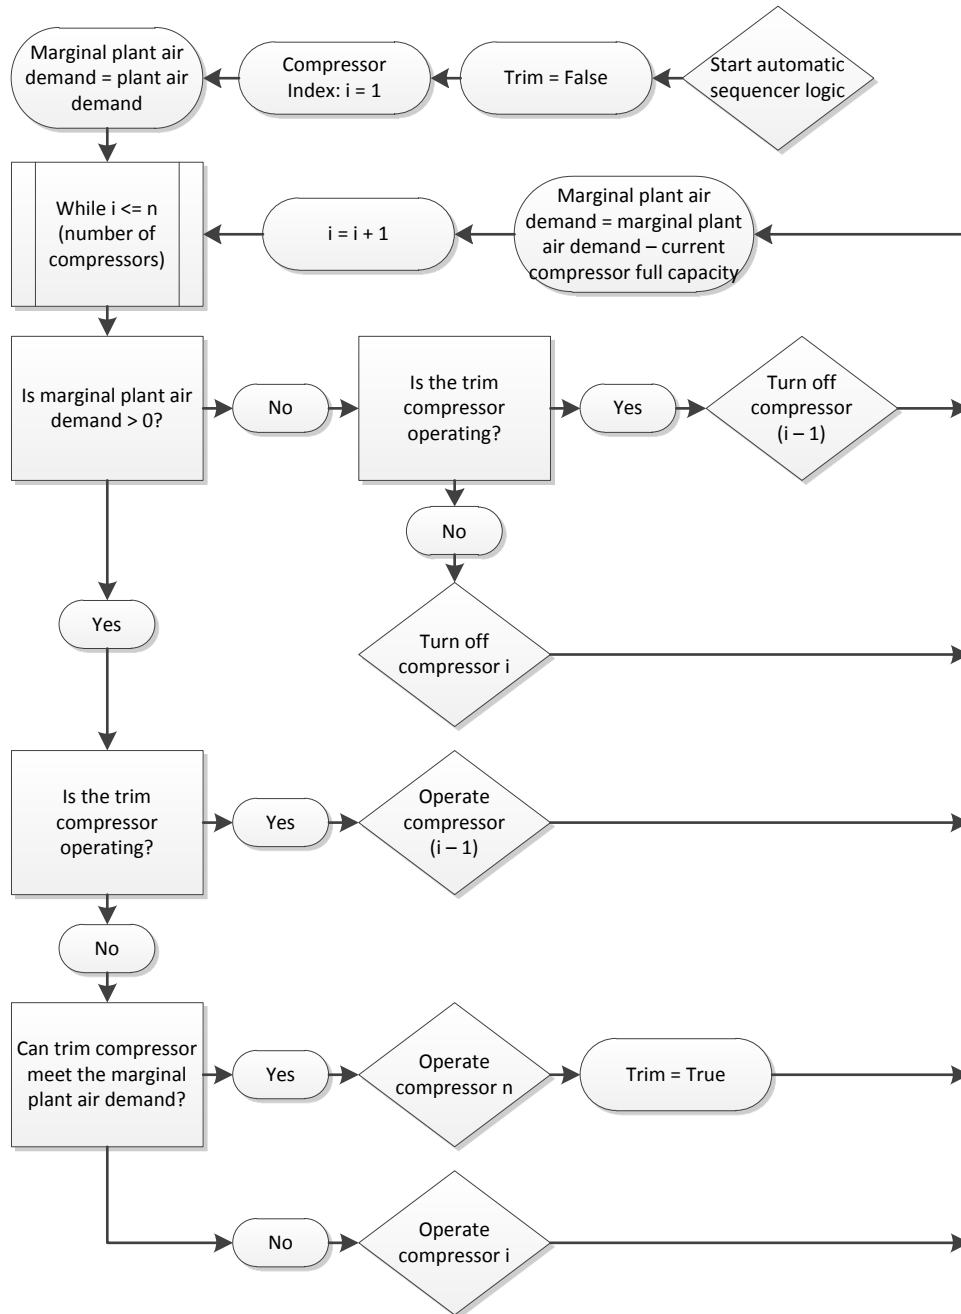 Marginal plant air
demand = plant air
demand
Compressor
Index: i = 1
Trim = False
Start automatic
sequencer logic
While i <= n
(number of
compressors)
i = i + 1
Marginal plant air
demand = marginal plant
air demand – current
compressor full capacity
Is marginal plant air
demand > 0?
No
Is the trim
compressor
operating?
Yes
Turn off
compressor
(i – 1)
No
Turn off
compressor i
Yes
Is the trim
compressor
operating?
Yes
Operate
compressor
(i – 1)
No
Can trim compressor
meet the marginal
plant air demand?
Yes
Operate
compressor n
Trim = True
No
Operate
compressor i